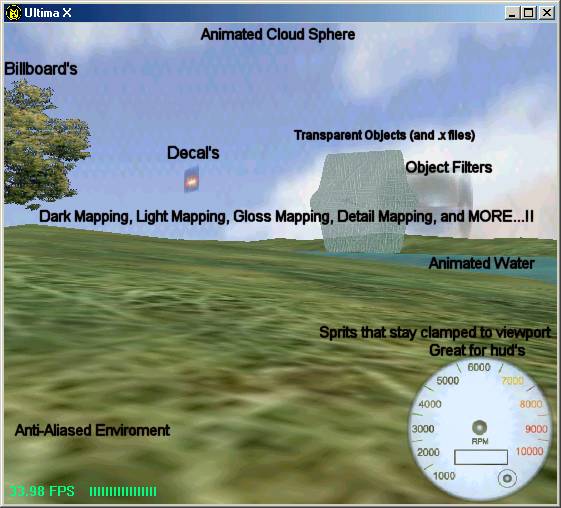 Ultima X
Animated Cloud Sphere
Billboard's
Transparent Objects (and .x files)
Decal's
Object Filters
Dark Mapping, Light Mapping, Gloss Mapping, Detail Mapping, and MORE...!!
Animated Water
Sprits that stay clamped to viewport
Great for hud's
6000
5000
7000
4000
8000
3000
9000
2000
RPM
10000
1000
Anti-Aliased Enviroment
33.98 FPS